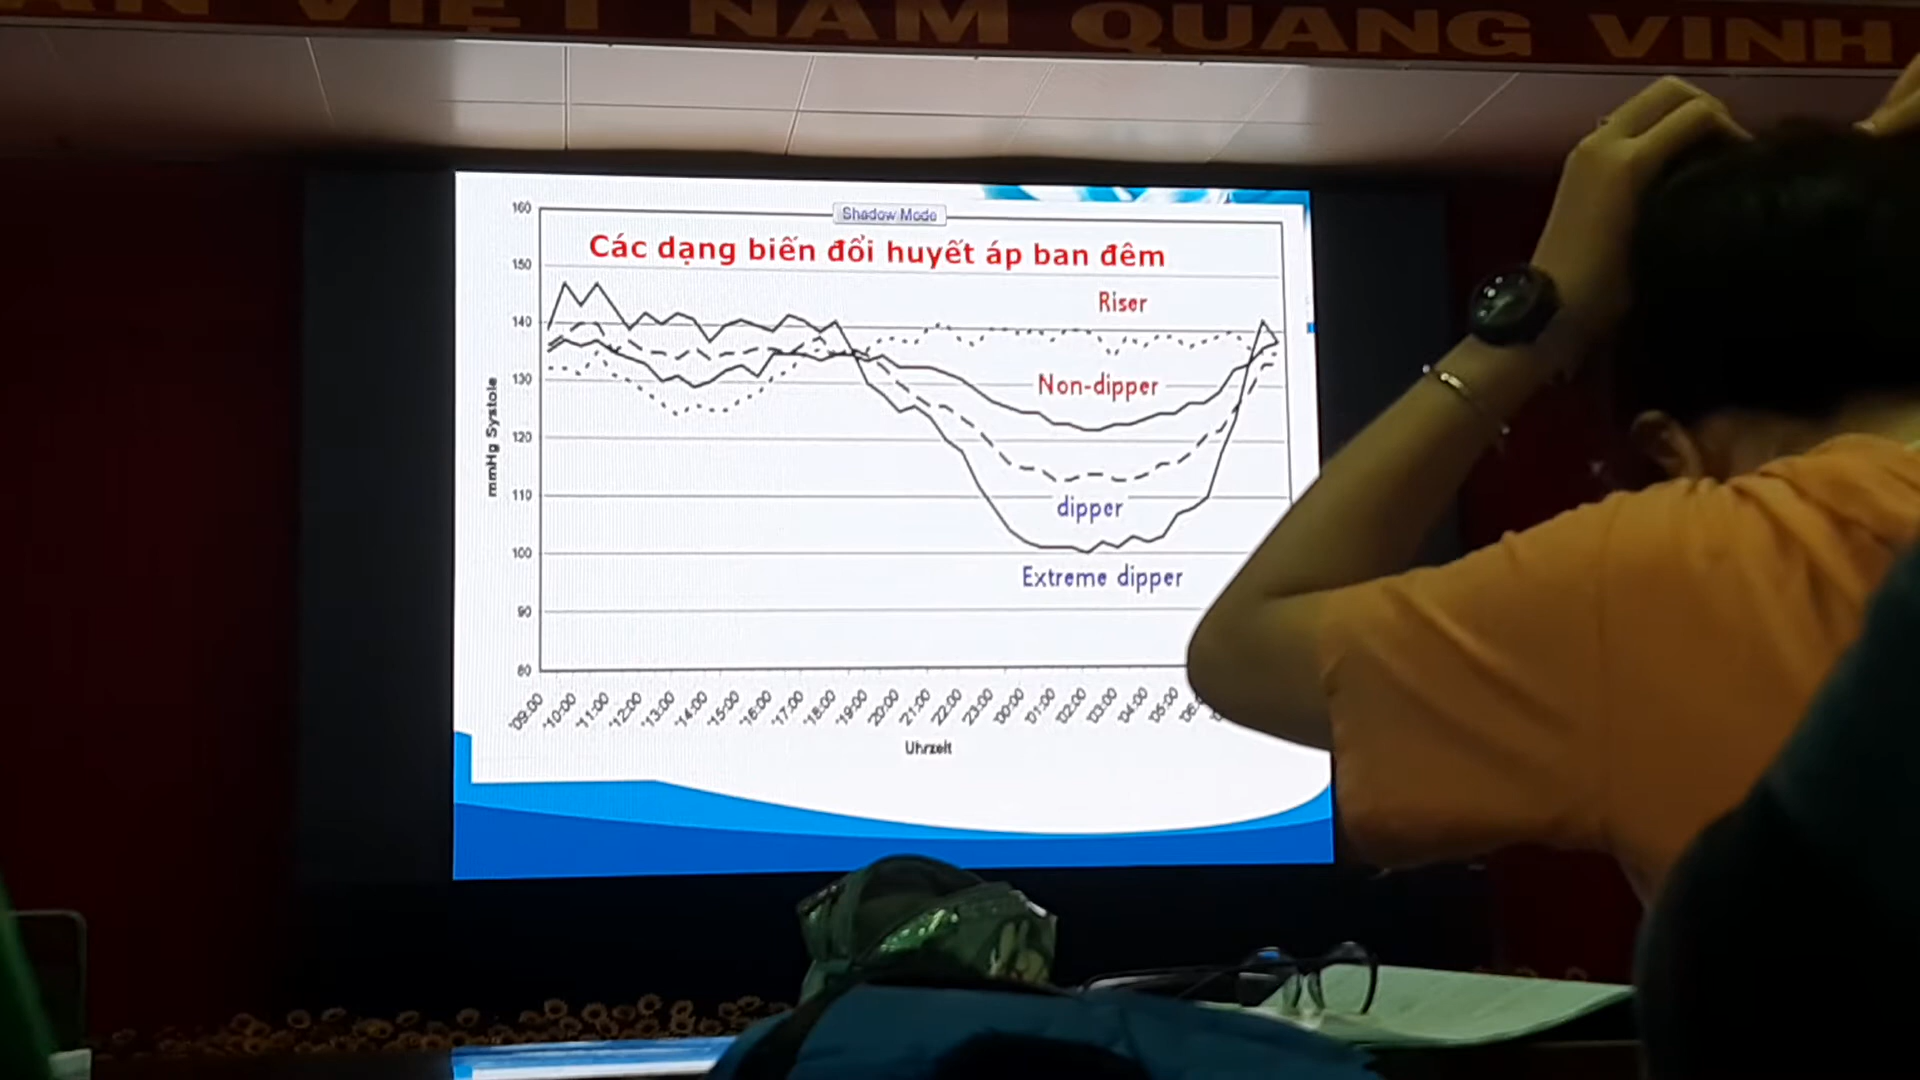 VIỆT NAM QUANG VINH
160
Shadow Mode
Các dạng biến đổi huyết áp ban đêm
150
Riser
140
Non-dipper
130
mmHg Systole
120
110
dipper
100
Extreme dipper
90
80
'09:00 '10:00 '11:00 '12:00 '13:00 '14:00 '15:00 '16:00 '17:00 '18:00 '19:00 '20:00 '21:00 '22:00 '23:00 '00:00 '01:00 '02:00 '03:00 '04:00 '05:00
Uhrzeit